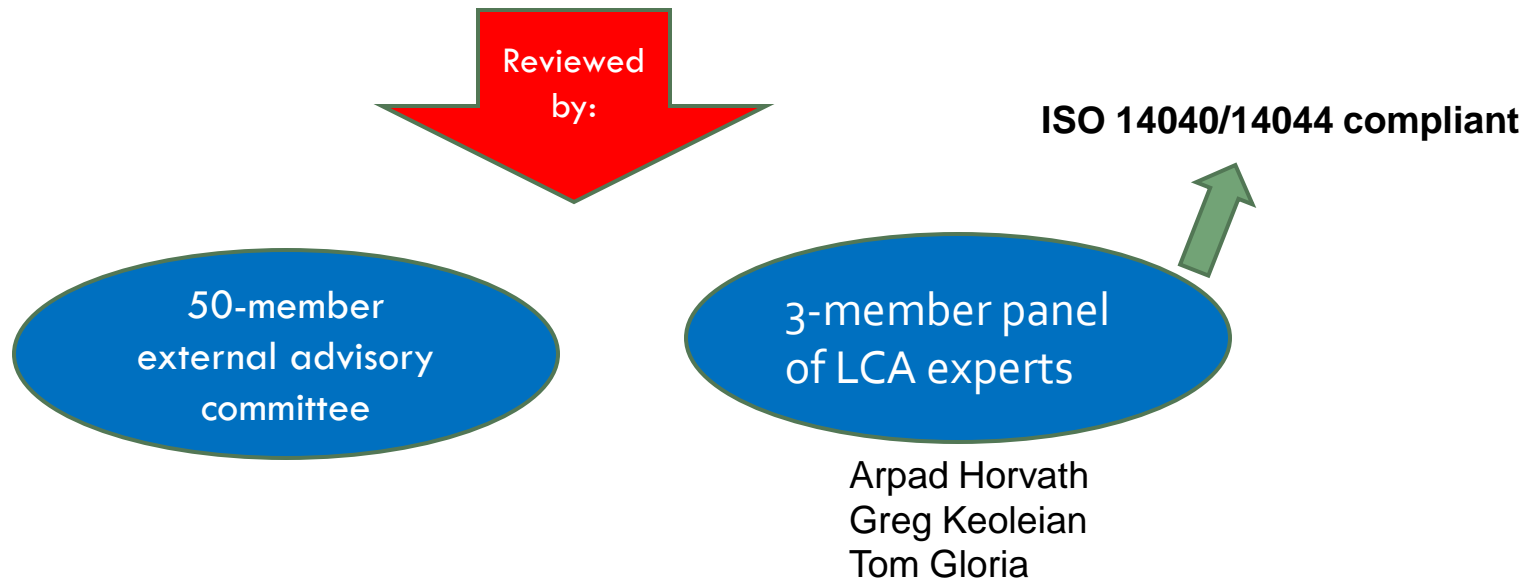 Reviewed
by:
ISO 14040/14044 compliant
50-member
external advisory
committee
3-member panel
of LCA experts
Arpad Horvath
Greg Keoleian
Tom Gloria